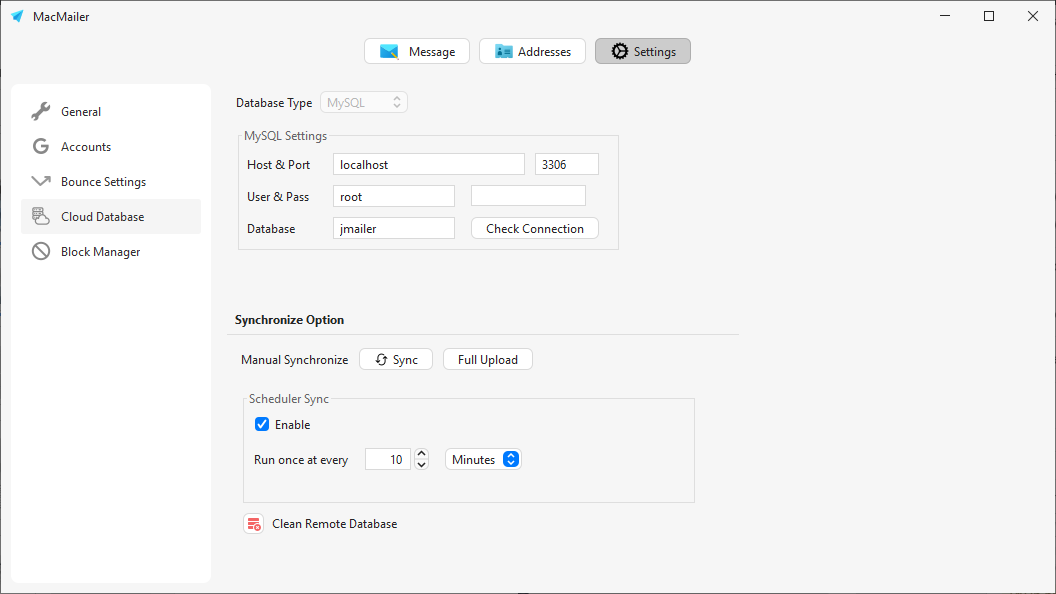 MacMailer
Message Addresses Settings
General
Accounts
Bounce Settings
Cloud Database
Block Manager
Database Type MySQL
MySQL Settings
Host & Port localhost 3306
User & Pass root
Database jmailer Check Connection
Synchronize Option
Manual Synchronize Sync Full Upload
Scheduler Sync
Enable
Run once at every 10 Minutes
Clean Remote Database